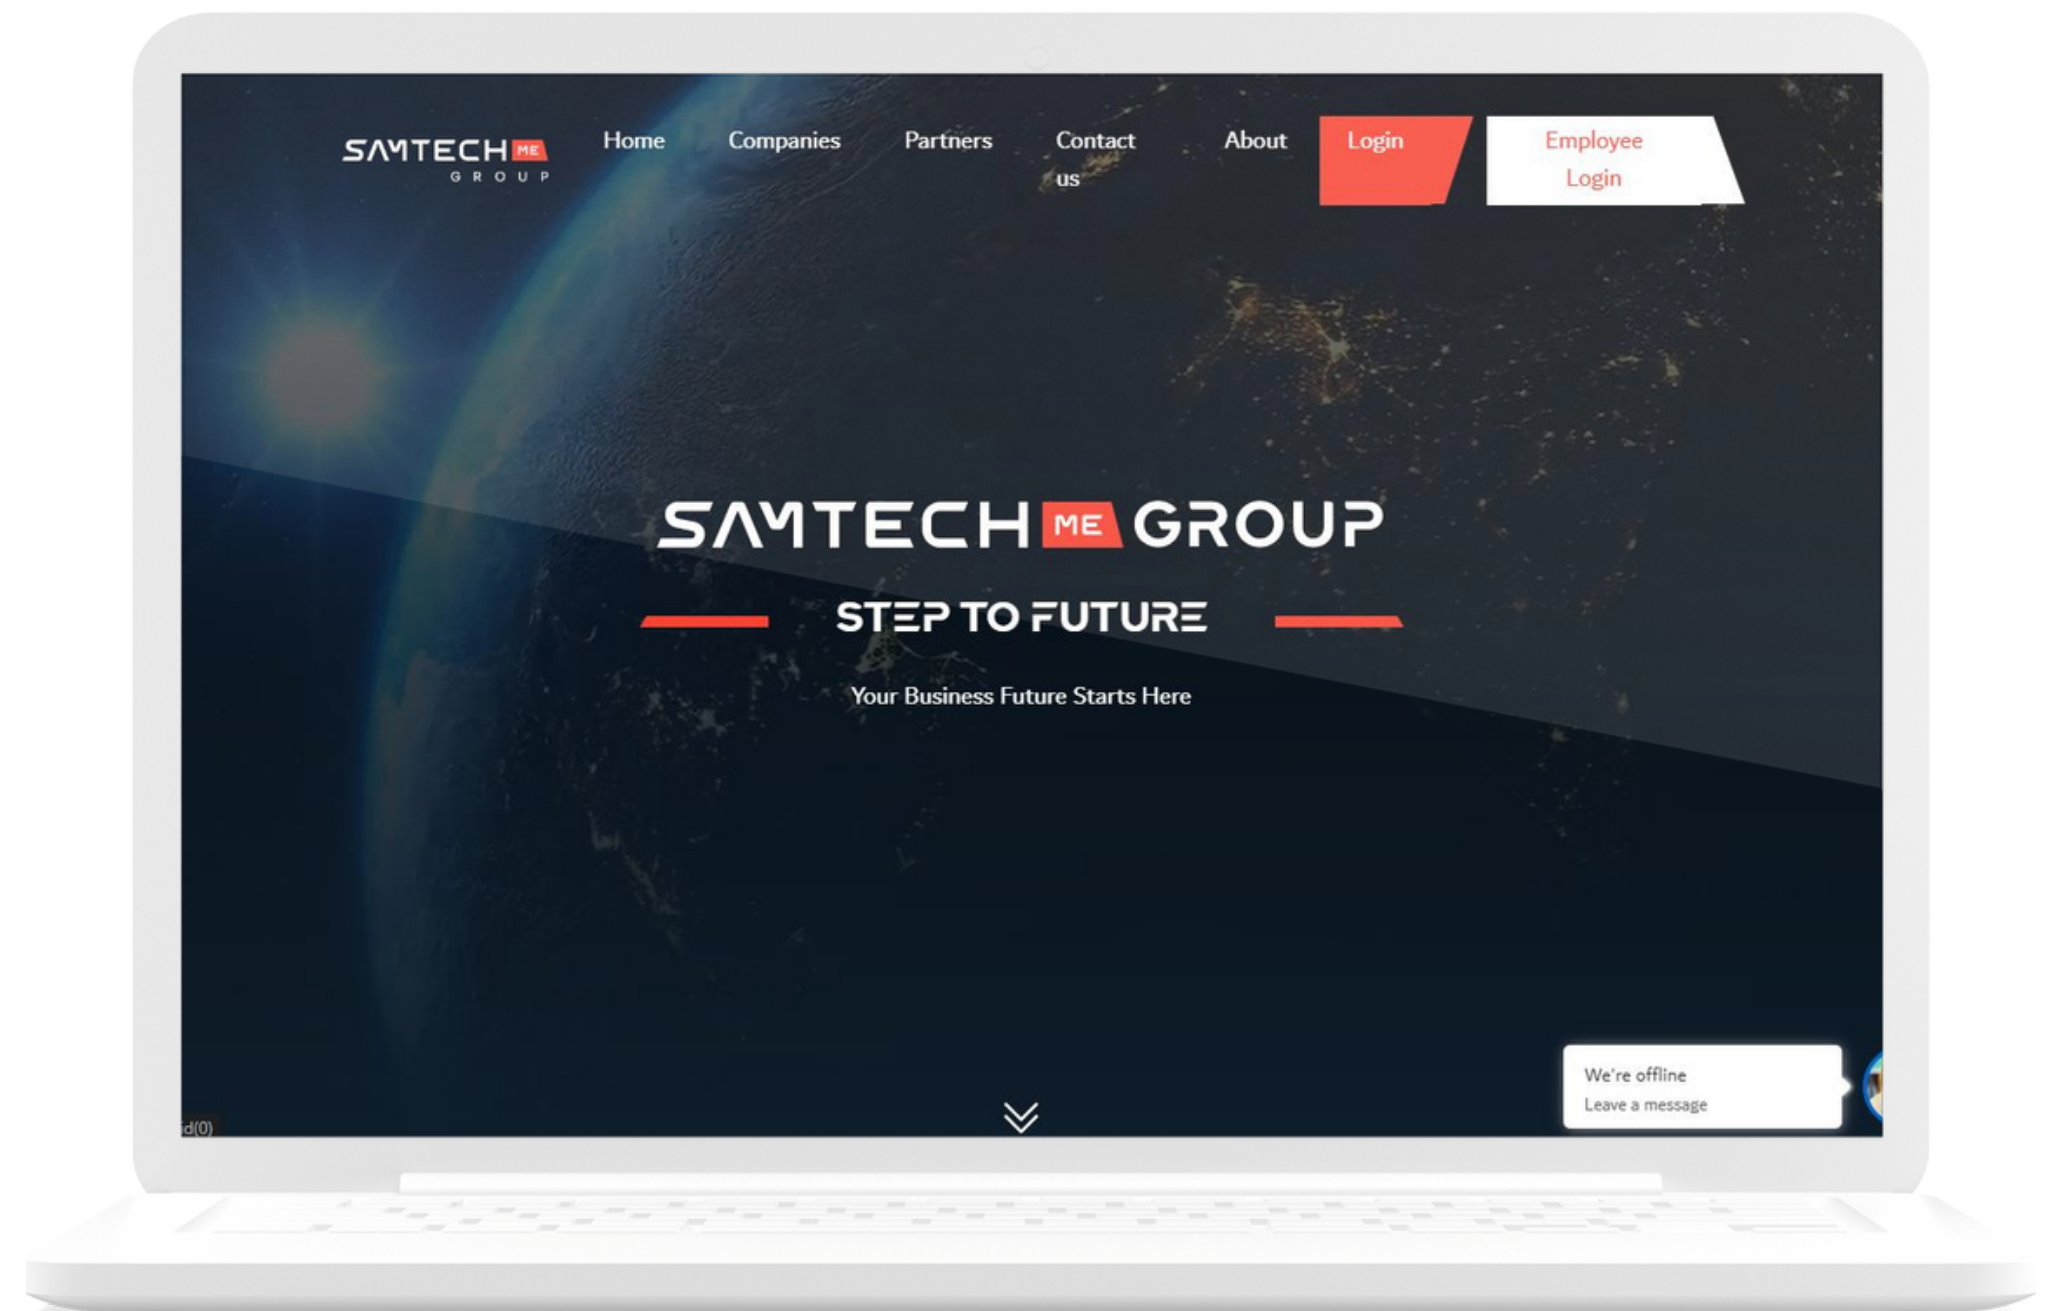 SAMTECH ME
GROUP
Home
Companies
Partners
Contact
us
About
Login
Employee
Login
SAMTECH ME GROUP
STEP TO FUTURE
Your Business Future Starts Here
We're offline
Leave a message
id(0)